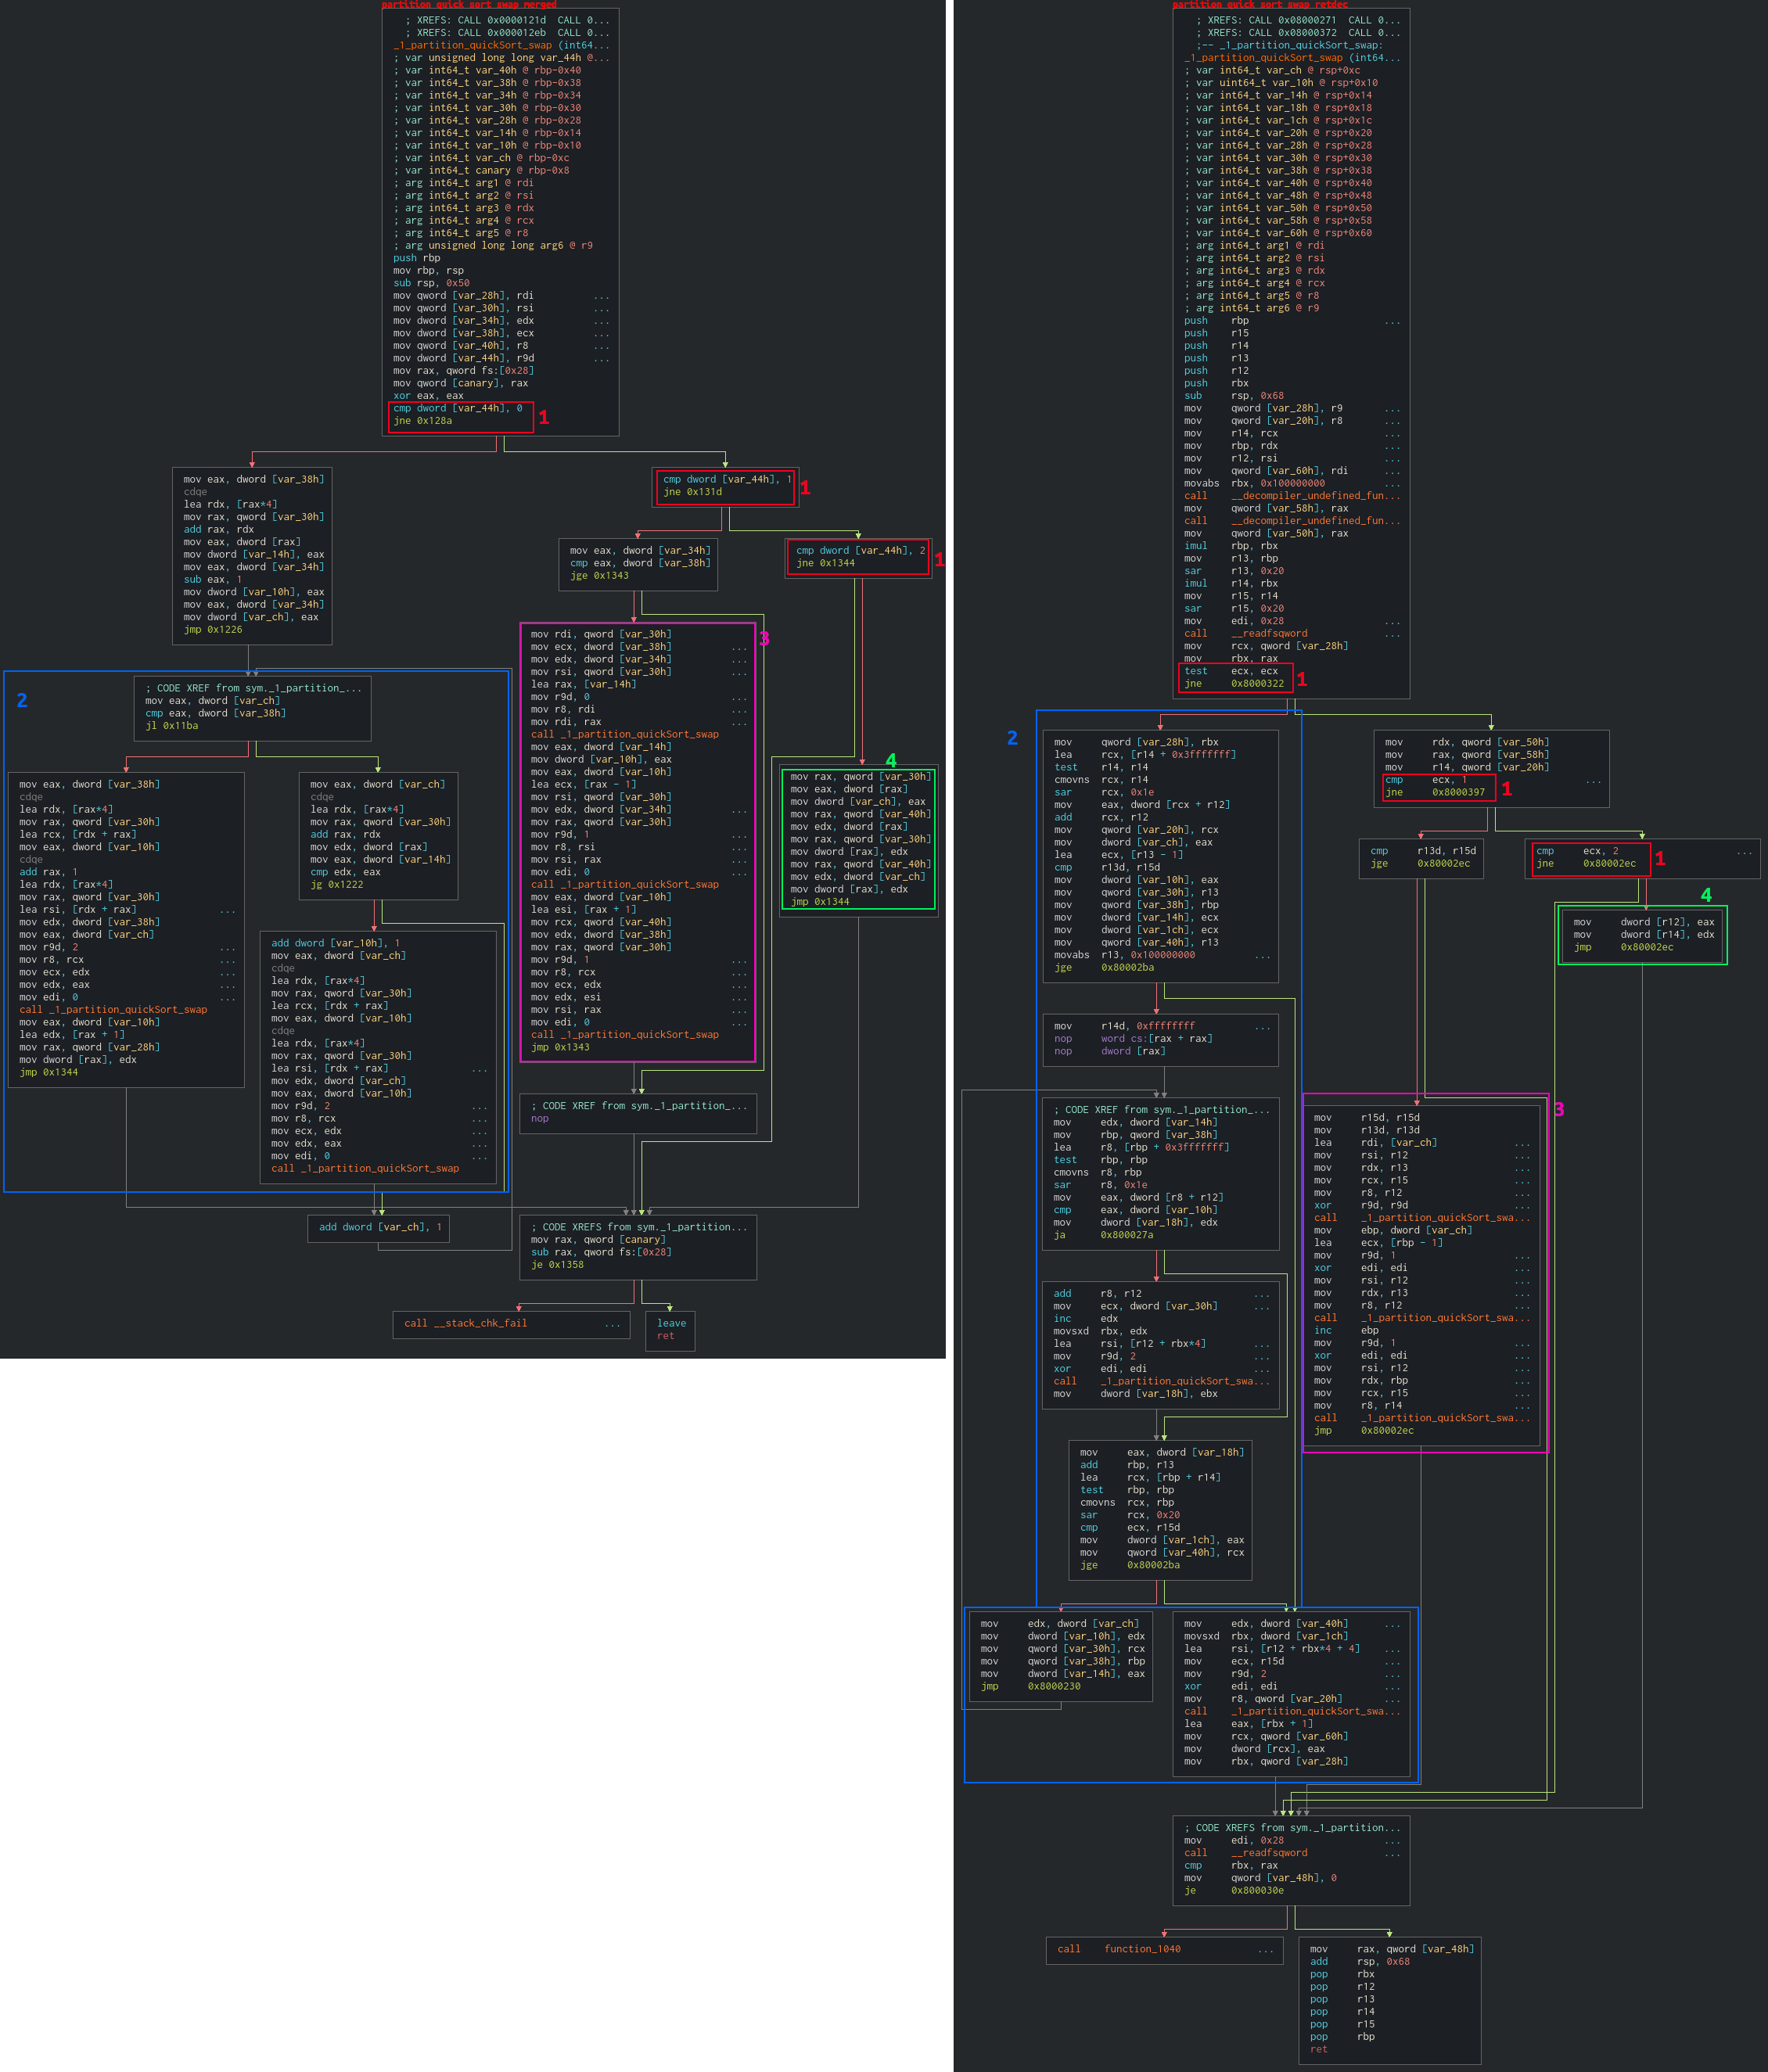 partition quick sort swap merged
; XREFS: CALL 0x0000121d  CALL 0...
; XREFS: CALL 0x000012eb  CALL 0...
_1_partition_quickSort_swap (int64...
; var unsigned long long var_44h @...
; var int64_t var_40h @ rbp-0x40
; var int64_t var_38h @ rbp-0x38
; var int64_t var_34h @ rbp-0x34
; var int64_t var_30h @ rbp-0x30
; var int64_t var_28h @ rbp-0x28
; var int64_t var_14h @ rbp-0x14
; var int64_t var_10h @ rbp-0x10
; var int64_t var_ch @ rbp-0xc
; var int64_t canary @ rbp-0x8
; arg int64_t arg1 @ rdi
; arg int64_t arg2 @ rsi
; arg int64_t arg3 @ rdx
; arg int64_t arg4 @ rcx
; arg int64_t arg5 @ r8
; arg unsigned long long arg6 @ r9
push rbp
mov rbp, rsp
sub rsp, 0x50
mov qword [var_28h], rdi ...
mov qword [var_30h], rsi ...
mov dword [var_34h], edx ...
mov dword [var_38h], ecx ...
mov qword [var_40h], r8 ...
mov dword [var_44h], r9d ...
mov rax, qword fs:[0x28]
mov qword [canary], rax
xor eax, eax
cmp dword [var_44h], 0
jne 0x128a
1
mov eax, dword [var_38h]
cdqe
lea rdx, [rax*4]
mov rax, qword [var_30h]
add rax, rdx
mov eax, dword [rax]
mov dword [var_14h], eax
mov eax, dword [var_34h]
sub eax, 1
mov dword [var_10h], eax
mov eax, dword [var_34h]
mov dword [var_ch], eax
jmp 0x1226
cmp dword [var_44h], 1
jne 0x131d
1
mov eax, dword [var_34h]
cmp eax, dword [var_38h]
jge 0x1343
cmp dword [var_44h], 2
jne 0x1344
1
2
; CODE XREF from sym._1_partition_...
mov eax, dword [var_ch]
cmp eax, dword [var_38h]
jl 0x11ba
mov eax, dword [var_38h]
cdqe
lea rdx, [rax*4]
mov rax, qword [var_30h]
lea rcx, [rdx + rax]
mov eax, dword [var_10h]
cdqe
add rax, 1
lea rdx, [rax*4]
mov rax, qword [var_30h]
lea rsi, [rdx + rax] ...
mov edx, dword [var_38h]
mov eax, dword [var_ch]
mov r9d, 2 ...
mov r8, rcx ...
mov ecx, edx ...
mov edx, eax ...
mov edi, 0 ...
call _1_partition_quickSort_swap
mov eax, dword [var_10h]
lea edx, [rax + 1]
mov rax, qword [var_28h]
mov dword [rax], edx
jmp 0x1344
mov eax, dword [var_ch]
cdqe
lea rdx, [rax*4]
mov rax, qword [var_30h]
add rax, rdx
mov edx, dword [rax]
mov eax, dword [var_14h]
cmp edx, eax
jg 0x1222
add dword [var_10h], 1
mov eax, dword [var_ch]
cdqe
lea rdx, [rax*4]
mov rax, qword [var_30h]
lea rcx, [rdx + rax]
mov eax, dword [var_10h]
cdqe
lea rdx, [rax*4]
mov rax, qword [var_30h]
lea rsi, [rdx + rax] ...
mov edx, dword [var_ch]
mov eax, dword [var_10h]
mov r9d, 2 ...
mov r8, rcx ...
mov ecx, edx ...
mov edx, eax ...
mov edi, 0 ...
call _1_partition_quickSort_swap
add dword [var_ch], 1
3
mov rdi, qword [var_30h]
mov ecx, dword [var_38h] ...
mov edx, dword [var_34h] ...
mov rsi, qword [var_30h] ...
lea rax, [var_14h]
mov r9d, 0 ...
mov r8, rdi ...
mov rdi, rax ...
call _1_partition_quickSort_swap
mov eax, dword [var_14h]
mov dword [var_10h], eax
mov eax, dword [var_10h]
lea ecx, [rax - 1]
mov rsi, qword [var_30h]
mov edx, dword [var_34h] ...
mov rax, qword [var_30h]
mov r9d, 1 ...
mov r8, rsi ...
mov rsi, rax ...
mov edi, 0 ...
call _1_partition_quickSort_swap
mov eax, dword [var_10h]
lea esi, [rax + 1]
mov rcx, qword [var_40h]
mov edx, dword [var_38h]
mov rax, qword [var_30h]
mov r9d, 1 ...
mov r8, rcx ...
mov ecx, edx ...
mov edx, esi ...
mov rsi, rax ...
mov edi, 0 ...
call _1_partition_quickSort_swap
jmp 0x1343
4
mov rax, qword [var_30h]
mov eax, dword [rax]
mov dword [var_ch], eax
mov rax, qword [var_40h]
mov edx, dword [rax]
mov rax, qword [var_30h]
mov dword [rax], edx
mov rax, qword [var_40h]
mov edx, dword [var_ch]
mov dword [rax], edx
jmp 0x1344
; CODE XREF from sym._1_partition_...
nop
; CODE XREFS from sym._1_partition...
mov rax, qword [canary]
sub rax, qword fs:[0x28]
je 0x1358
call __stack_chk_fail ...
leave
ret
partition quick sort swap retdec
; XREFS: CALL 0x08000271  CALL 0...
; XREFS: CALL 0x08000372  CALL 0...
;-- _1_partition_quickSort_swap:
_1_partition_quickSort_swap (int64...
; var int64_t var_ch @ rsp+0xc
; var uint64_t var_10h @ rsp+0x10
; var int64_t var_14h @ rsp+0x14
; var int64_t var_18h @ rsp+0x18
; var int64_t var_1ch @ rsp+0x1c
; var int64_t var_20h @ rsp+0x20
; var int64_t var_28h @ rsp+0x28
; var int64_t var_30h @ rsp+0x30
; var int64_t var_38h @ rsp+0x38
; var int64_t var_40h @ rsp+0x40
; var int64_t var_48h @ rsp+0x48
; var int64_t var_50h @ rsp+0x50
; var int64_t var_58h @ rsp+0x58
; var int64_t var_60h @ rsp+0x60
; arg int64_t arg1 @ rdi
; arg int64_t arg2 @ rsi
; arg int64_t arg3 @ rdx
; arg int64_t arg4 @ rcx
; arg int64_t arg5 @ r8
; arg int64_t arg6 @ r9
push rbp ...
push r15
push r14
push r13
push r12
push rbx
sub rsp, 0x68
mov qword [var_28h], r9 ...
mov qword [var_20h], r8 ...
mov r14, rcx ...
mov rbp, rdx ...
mov r12, rsi ...
mov qword [var_60h], rdi ...
movabs rbx, 0x100000000 ...
call __decompiler_undefined_fun...
mov qword [var_58h], rax
call __decompiler_undefined_fun...
mov qword [var_50h], rax
imul rbp, rbx
mov r13, rbp
sar r13, 0x20
imul r14, rbx
mov r15, r14
sar r15, 0x20
mov edi, 0x28 ...
call __readfsqword ...
mov rcx, qword [var_28h]
mov rbx, rax
test ecx, ecx
jne 0x8000322
1
2
mov qword [var_28h], rbx
lea rcx, [r14 + 0x3fffffff]
test r14, r14
cmovns rcx, r14
sar rcx, 0x1e
mov eax, dword [rcx + r12]
add rcx, r12
mov qword [var_20h], rcx
mov dword [var_ch], eax
lea ecx, [r13 - 1]
cmp r13d, r15d
mov dword [var_10h], eax
mov qword [var_30h], r13
mov qword [var_38h], rbp
mov dword [var_14h], ecx
mov dword [var_1ch], ecx
mov qword [var_40h], r13
movabs r13, 0x100000000 ...
jge 0x80002ba
mov rdx, qword [var_50h]
mov rax, qword [var_58h]
mov r14, qword [var_20h]
cmp ecx, 1 ...
jne 0x8000397
1
cmp r13d, r15d
jge 0x80002ec
cmp ecx, 2 ...
jne 0x80002ec
1
4
mov dword [r12], eax
mov dword [r14], edx
jmp 0x80002ec
mov r14d, 0xffffffff ...
nop word cs:[rax + rax]
nop dword [rax]
; CODE XREF from sym._1_partition_...
mov edx, dword [var_14h]
mov rbp, qword [var_38h]
lea r8, [rbp + 0x3fffffff]
test rbp, rbp
cmovns r8, rbp
sar r8, 0x1e
mov eax, dword [r8 + r12]
cmp eax, dword [var_10h]
mov dword [var_18h], edx
ja 0x800027a
3
mov r15d, r15d
mov r13d, r13d
lea rdi, [var_ch] ...
mov rsi, r12 ...
mov rdx, r13 ...
mov rcx, r15 ...
mov r8, r12 ...
xor r9d, r9d ...
call _1_partition_quickSort_swa...
mov ebp, dword [var_ch]
lea ecx, [rbp - 1]
mov r9d, 1 ...
xor edi, edi ...
mov rsi, r12 ...
mov rdx, r13 ...
mov r8, r12 ...
call _1_partition_quickSort_swa...
inc ebp
mov r9d, 1 ...
xor edi, edi ...
mov rsi, r12 ...
mov rdx, rbp ...
mov rcx, r15 ...
mov r8, r14 ...
call _1_partition_quickSort_swa...
jmp 0x80002ec
add r8, r12 ...
mov ecx, dword [var_30h] ...
inc edx
movsxd rbx, edx
lea rsi, [r12 + rbx*4] ...
mov r9d, 2 ...
xor edi, edi ...
call _1_partition_quickSort_swa...
mov dword [var_18h], ebx
mov eax, dword [var_18h]
add rbp, r13
lea rcx, [rbp + r14]
test rbp, rbp
cmovns rcx, rbp
sar rcx, 0x20
cmp ecx, r15d
mov dword [var_1ch], eax
mov qword [var_40h], rcx
jge 0x80002ba
mov edx, dword [var_ch]
mov dword [var_10h], edx
mov qword [var_30h], rcx
mov qword [var_38h], rbp
mov dword [var_14h], eax
jmp 0x8000230
mov edx, dword [var_40h] ...
movsxd rbx, dword [var_1ch]
lea rsi, [r12 + rbx*4 + 4] ...
mov ecx, r15d ...
mov r9d, 2 ...
xor edi, edi ...
mov r8, qword [var_20h] ...
call _1_partition_quickSort_swa...
lea eax, [rbx + 1]
mov rcx, qword [var_60h]
mov dword [rcx], eax
mov rbx, qword [var_28h]
; CODE XREFS from sym._1_partition...
mov edi, 0x28 ...
call __readfsqword ...
cmp rbx, rax
mov qword [var_48h], 0
je 0x800030e
call function_1040 ...
mov rax, qword [var_48h]
add rsp, 0x68
pop rbx
pop r12
pop r13
pop r14
pop r15
pop rbp
ret